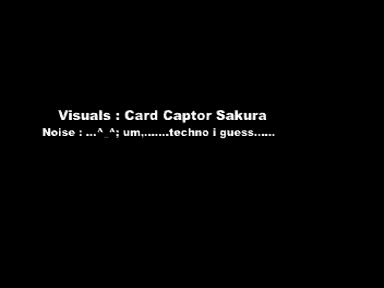 Visuals : Card Captor Sakura
Noise : ...^_^; um,.......techno i guess......